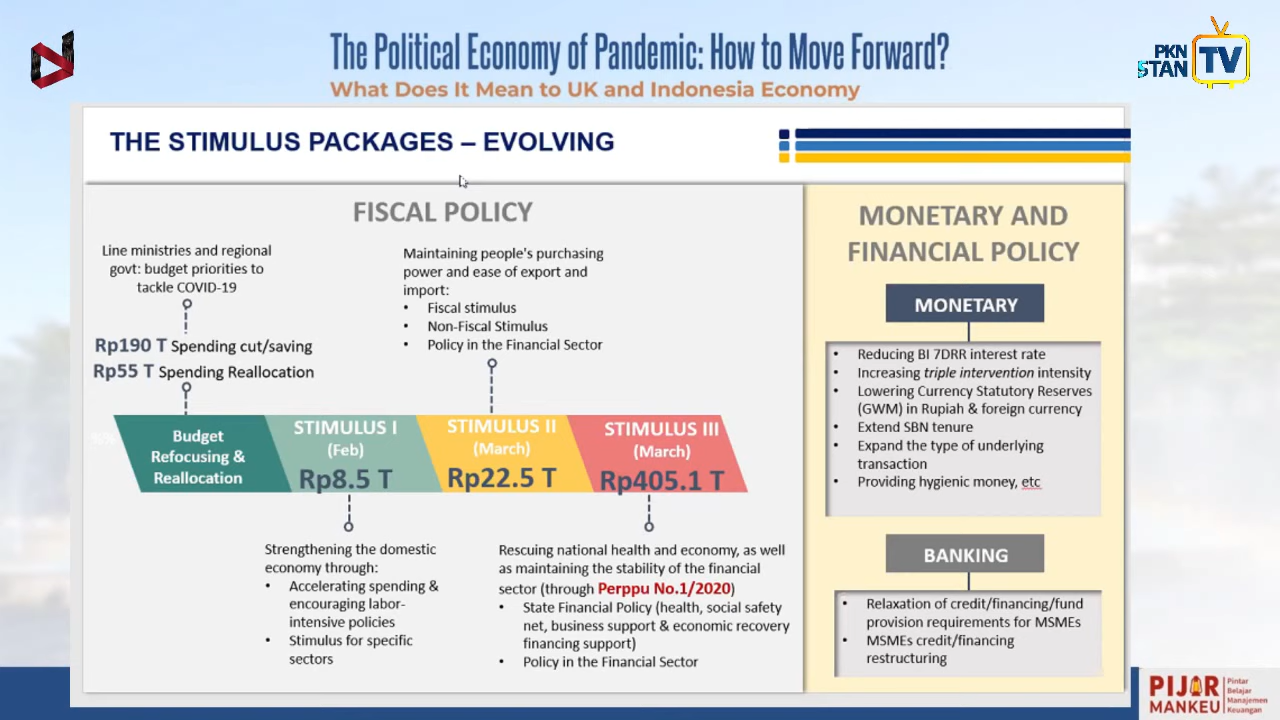 The Political Economy of Pandemic: How to Move Forward?
What Does It Mean to UK and Indonesia Economy
PKN
STAN
TV
THE STIMULUS PACKAGES – EVOLVING
FISCAL POLICY
Line ministries and regional
govt: budget priorities to
tackle COVID-19
Rp190 T Spending cut/saving
Rp55 T Spending Reallocation
Maintaining people's purchasing
power and ease of export and
import:
• Fiscal stimulus
• Non-Fiscal Stimulus
• Policy in the Financial Sector
Budget
Refocusing &
Reallocation
STIMULUS I
(Feb)
Rp8.5 T
STIMULUS II
(March)
Rp22.5 T
STIMULUS III
(March)
Rp405.1 T
Strengthening the domestic
economy through:
• Accelerating spending &
encouraging labor-
intensive policies
• Stimulus for specific
sectors
Rescuing national health and economy, as well
as maintaining the stability of the financial
sector (through Perppu No.1/2020)
• State Financial Policy (health, social safety
net, business support & economic recovery
financing support)
• Policy in the Financial Sector
MONETARY AND
FINANCIAL POLICY
MONETARY
• Reducing BI 7DRR interest rate
• Increasing triple intervention intensity
• Lowering Currency Statutory Reserves
(GWM) in Rupiah & foreign currency
• Extend SBN tenure
• Expand the type of underlying
transaction
• Providing hygienic money, etc
BANKING
• Relaxation of credit/financing/fund
provision requirements for MSMEs
• MSMEs credit/financing
restructuring
PIJAR
MANKEU
Pintar
Belajar
Manajemen
Keuangan